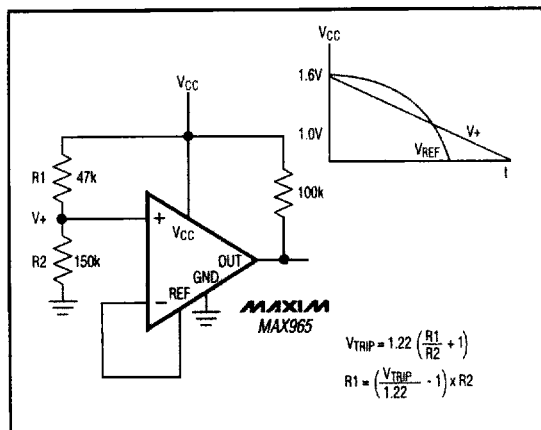 VCC
R1 47k
V+
R2 150k
100k
+
VCC
OUT
GND
REF
−
MAXIM
MAX965
VCC
1.6V
1.0V
V+
VREF
t
VTRIP = 1.22 (R1/R2 + 1)
R1 = (VTRIP/1.22 - 1) x R2